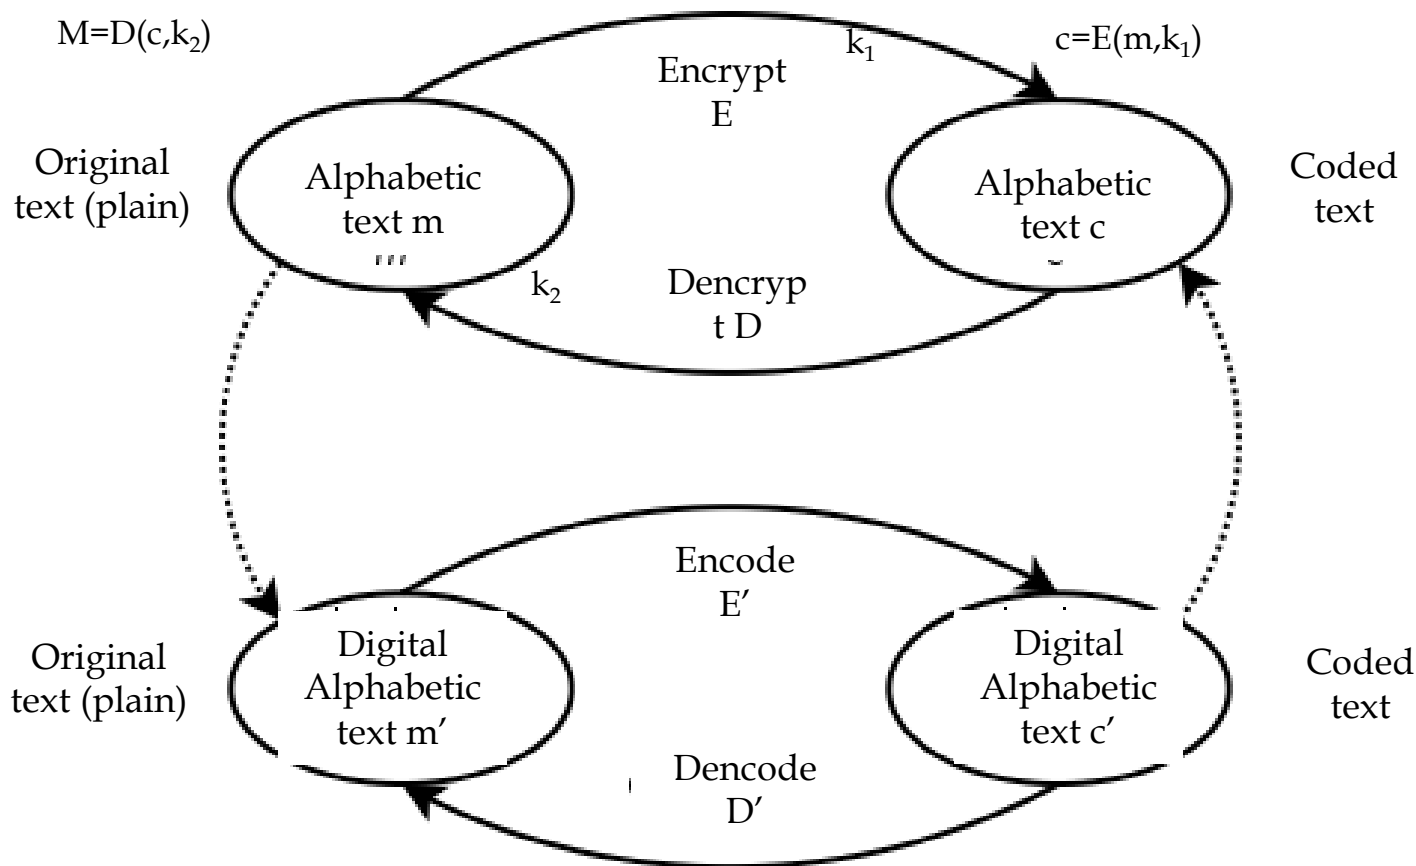 M=D(c,k₂)
k₁
c=E(m,k₁)
Encrypt
E
Original
text (plain)
Alphabetic
text m
Alphabetic
text c
Coded
text
k₂
Dencryp
t D
Encode
E’
Original
text (plain)
Digital
Alphabetic
text m’
Digital
Alphabetic
text c’
Coded
text
Dencode
D’